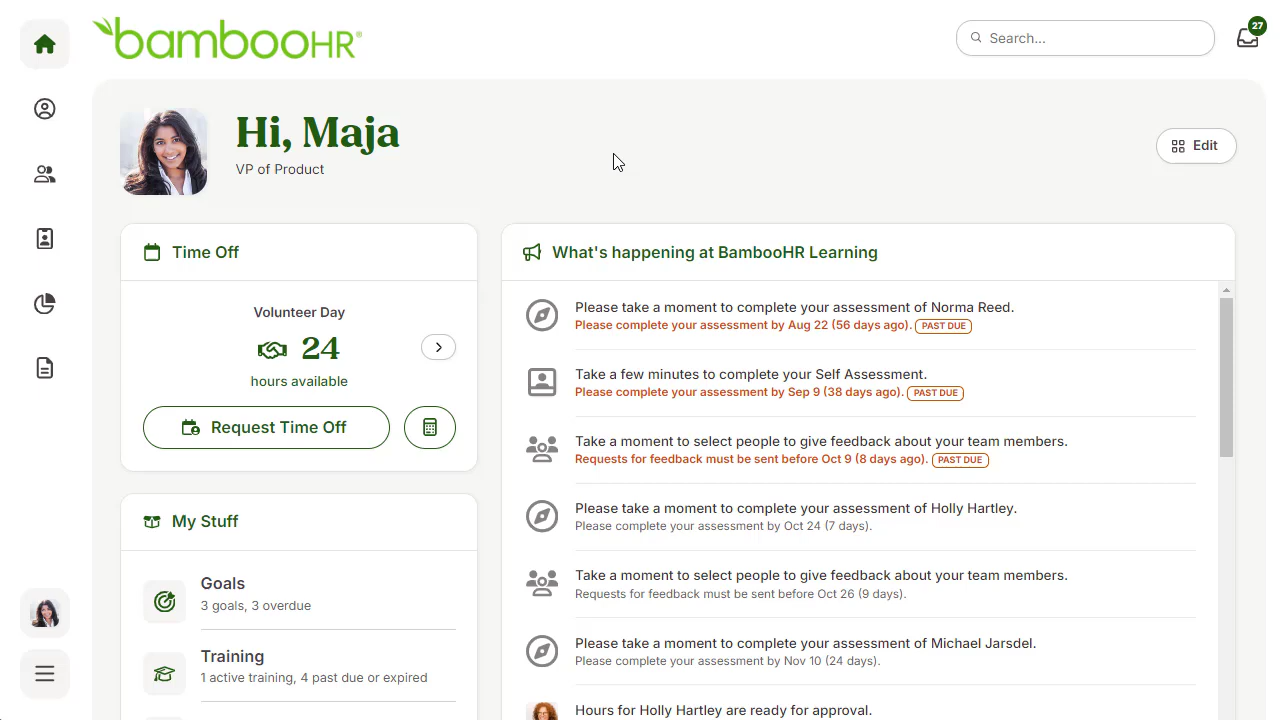 bambooHR®
Search...
27
Hi, Maja
VP of Product
Edit
Time Off
Volunteer Day
24
hours available
Request Time Off
My Stuff
Goals
3 goals, 3 overdue
Training
1 active training, 4 past due or expired
What's happening at BambooHR Learning
Please take a moment to complete your assessment of Norma Reed.
Please complete your assessment by Aug 22 (56 days ago). PAST DUE
Take a few minutes to complete your Self Assessment.
Please complete your assessment by Sep 9 (38 days ago). PAST DUE
Take a moment to select people to give feedback about your team members.
Requests for feedback must be sent before Oct 9 (8 days ago). PAST DUE
Please take a moment to complete your assessment of Holly Hartley.
Please complete your assessment by Oct 24 (7 days).
Take a moment to select people to give feedback about your team members.
Requests for feedback must be sent before Oct 26 (9 days).
Please take a moment to complete your assessment of Michael Jarsdel.
Please complete your assessment by Nov 10 (24 days).
Hours for Holly Hartley are ready for approval.